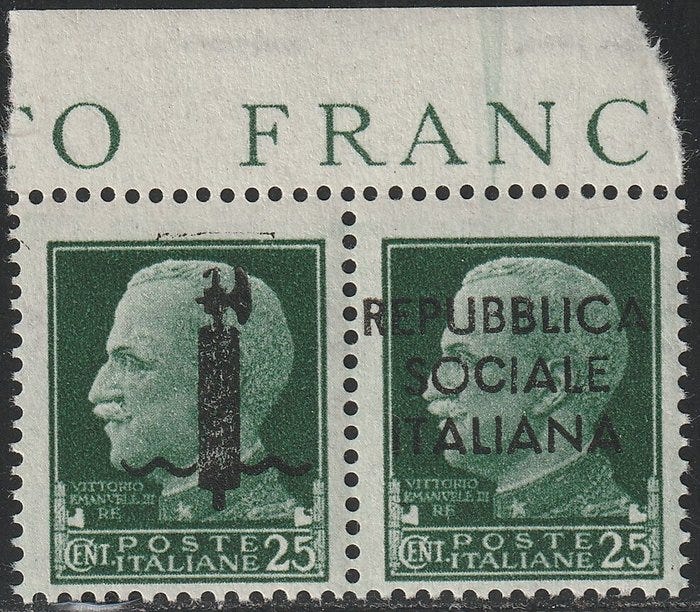 TO FRANC
VITTORIO
EMANUELE III
RE
CENT. POSTE
ITALIANE 25
REPUBBLICA
SOCIALE
ITALIANA
VITTORIO
EMANUELE III
RE
CENT. POSTE
ITALIANE 25